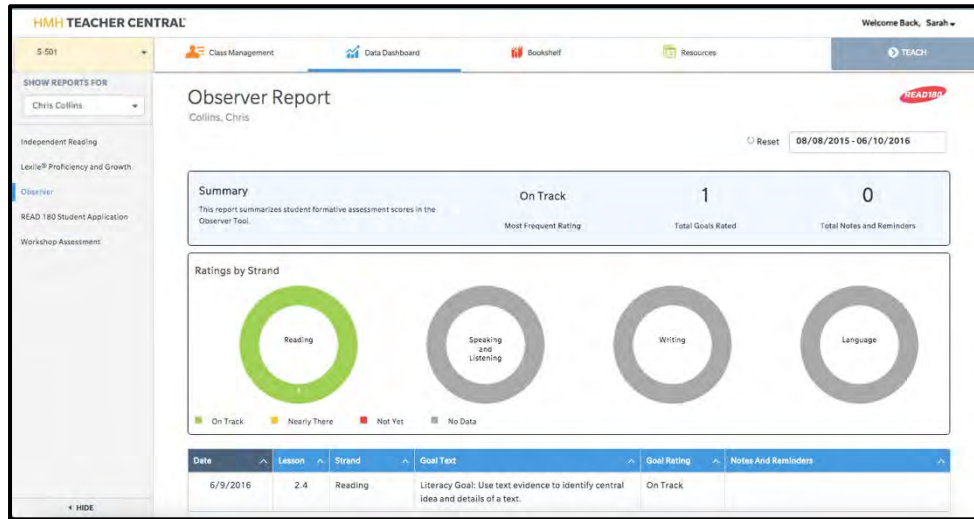 HMH TEACHER CENTRAL
Welcome Back, Sarah
S-501
Class Management
Data Dashboard
Bookshelf
Resources
TEACH
SHOW REPORTS FOR
Chris Collins
Independent Reading
Lexile® Proficiency and Growth
Observer
READ 180 Student Application
Workshop Assessment
HIDE
Observer Report
Collins, Chris
READ180
Reset
08/08/2015 - 06/10/2016
Summary
This report summarizes student formative assessment scores in the
Observer Tool.
On Track
Most Frequent Rating
1
Total Goals Rated
0
Total Notes and Reminders
Ratings by Strand
Reading
Speaking
and
Listening
Writing
Language
On Track
Nearly There
Not Yet
No Data
Date Lesson Strand Goal Text Goal Rating Notes And Reminders
6/9/2016 2.4 Reading Literacy Goal: Use text evidence to identify central On Track
idea and details of a text.